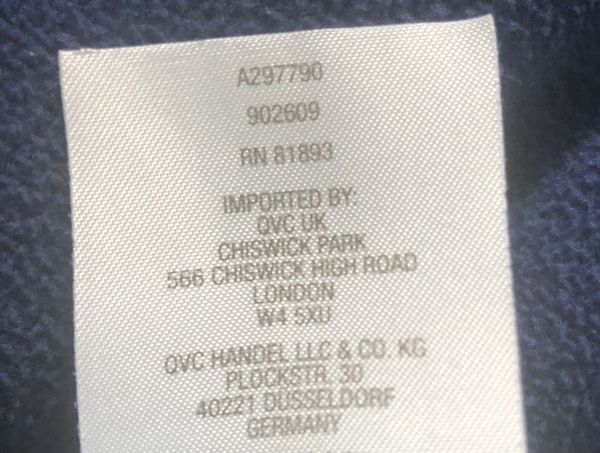 A297790
902609
RN 81893
IMPORTED BY:
QVC UK
CHISWICK PARK
566 CHISWICK HIGH ROAD
LONDON
W4 5XU
QVC HANDEL LLC & CO. KG
PLOCKSTR. 30
40221 DUSSELDORF
GERMANY